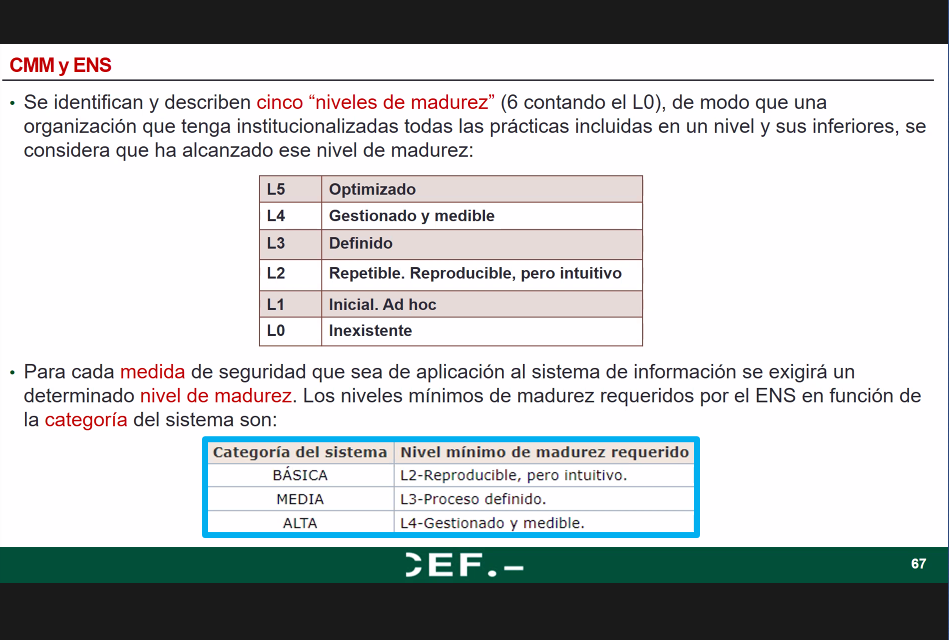 CMM y ENS
• Se identifican y describen cinco “niveles de madurez” (6 contando el L0), de modo que una
organización que tenga institucionalizadas todas las prácticas incluidas en un nivel y sus inferiores, se
considera que ha alcanzado ese nivel de madurez:
L5 Optimizado
L4 Gestionado y medible
L3 Definido
L2 Repetible. Reproducible, pero intuitivo
L1 Inicial. Ad hoc
L0 Inexistente
• Para cada medida de seguridad que sea de aplicación al sistema de información se exigirá un
determinado nivel de madurez. Los niveles mínimos de madurez requeridos por el ENS en función de
la categoría del sistema son:
Categoría del sistema Nivel mínimo de madurez requerido
BÁSICA L2-Reproducible, pero intuitivo.
MEDIA L3-Proceso definido.
ALTA L4-Gestionado y medible.
CEF.–
67